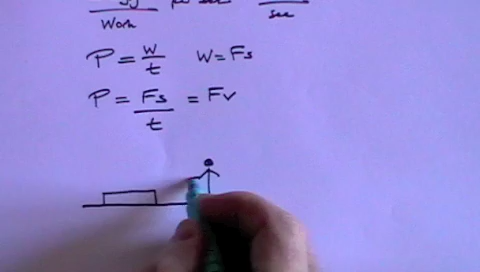 Work sec
P = W/t W = Fs
P = Fs/t = Fv